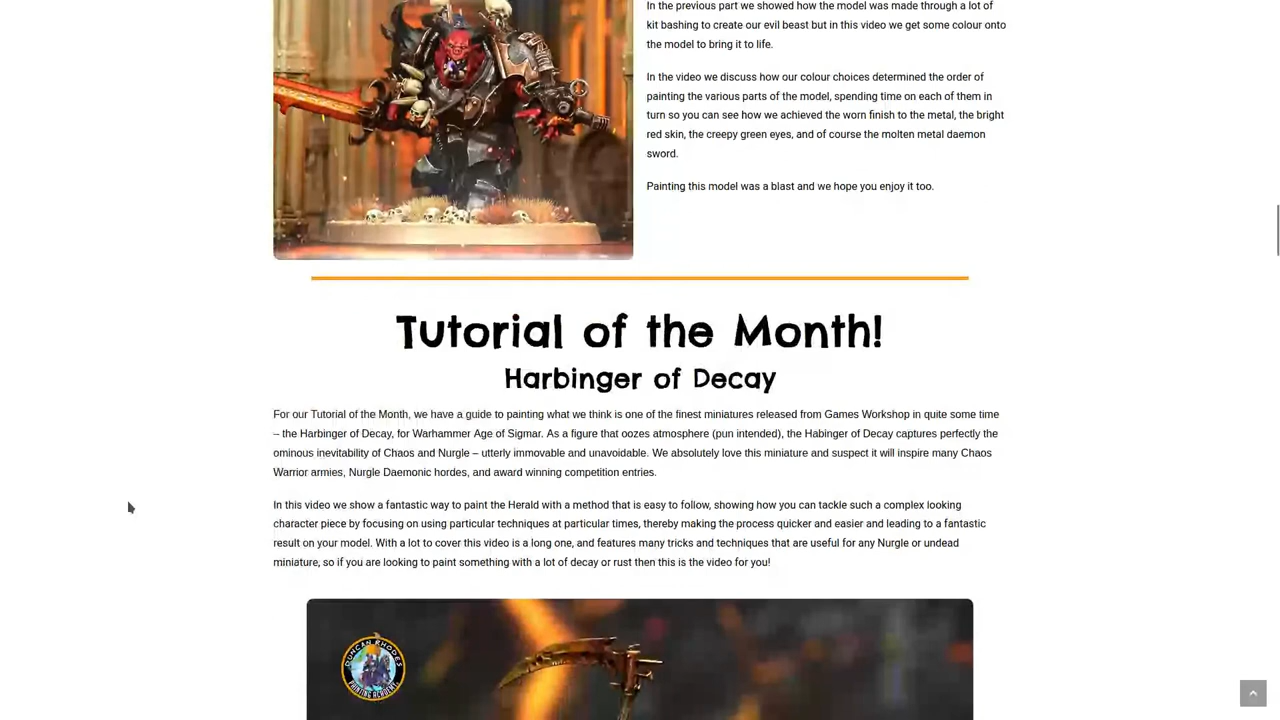 In the previous part we showed how the model was made through a lot of
kit bashing to create our evil beast but in this video we get some colour onto
the model to bring it to life.
In the video we discuss how our colour choices determined the order of
painting the various parts of the model, spending time on each of them in
turn so you can see how we achieved the worn finish to the metal, the bright
red skin, the creepy green eyes, and of course the molten metal daemon
sword.
Painting this model was a blast and we hope you enjoy it too.
Tutorial of the Month!
Harbinger of Decay
For our Tutorial of the Month, we have a guide to painting what we think is one of the finest miniatures released from Games Workshop in quite some time
– the Harbinger of Decay, for Warhammer Age of Sigmar. As a figure that oozes atmosphere (pun intended), the Habinger of Decay captures perfectly the
ominous inevitability of Chaos and Nurgle – utterly immovable and unavoidable. We absolutely love this miniature and suspect it will inspire many Chaos
Warrior armies, Nurgle Daemonic hordes, and award winning competition entries.
In this video we show a fantastic way to paint the Herald with a method that is easy to follow, showing how you can tackle such a complex looking
character piece by focusing on using particular techniques at particular times, thereby making the process quicker and easier and leading to a fantastic
result on your model. With a lot to cover this video is a long one, and features many tricks and techniques that are useful for any Nurgle or undead
miniature, so if you are looking to paint something with a lot of decay or rust then this is the video for you!
DUNCAN RHODES
PAINTING ACADEMY